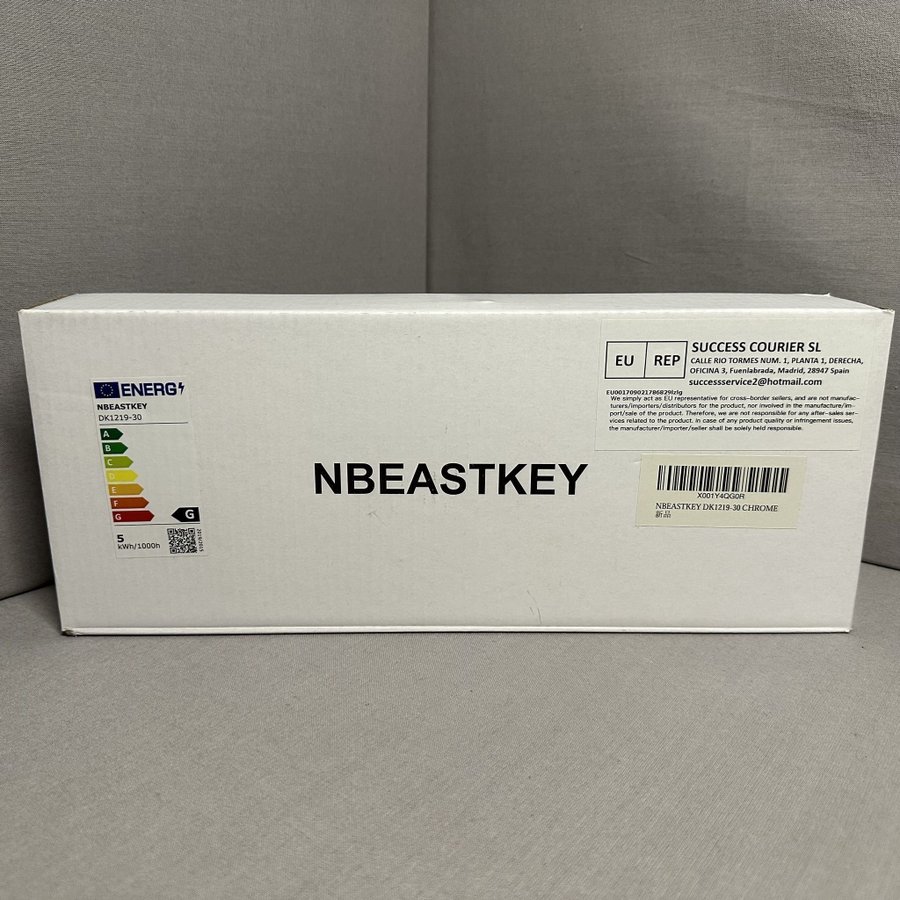 ENERG
NBEASTKEY
DK1219-30
A
B
C
D
E
F
G
G
5
kWh/1000h
2019/2015
NBEASTKEY
EU REP
SUCCESS COURIER SL
CALLE RIO TORMES NUM. 1, PLANTA 1, DERECHA,
OFICINA 3, Fuenlabrada, Madrid, 28947 Spain
successservice2@hotmail.com
We simply act as EU representative for cross-border sellers, and are not manufac-
turers/importers/distributors for the product, nor involved in the manufacture/im-
port/sale of the product. Therefore, we are not responsible for any after-sales ser-
vices related to the product. in case of any product quality or infringement issues,
the manufacturer/importer/seller shall be solely held responsible.
X001Y4QG0R
NBEASTKEY DK1219-30 CHROME
新品